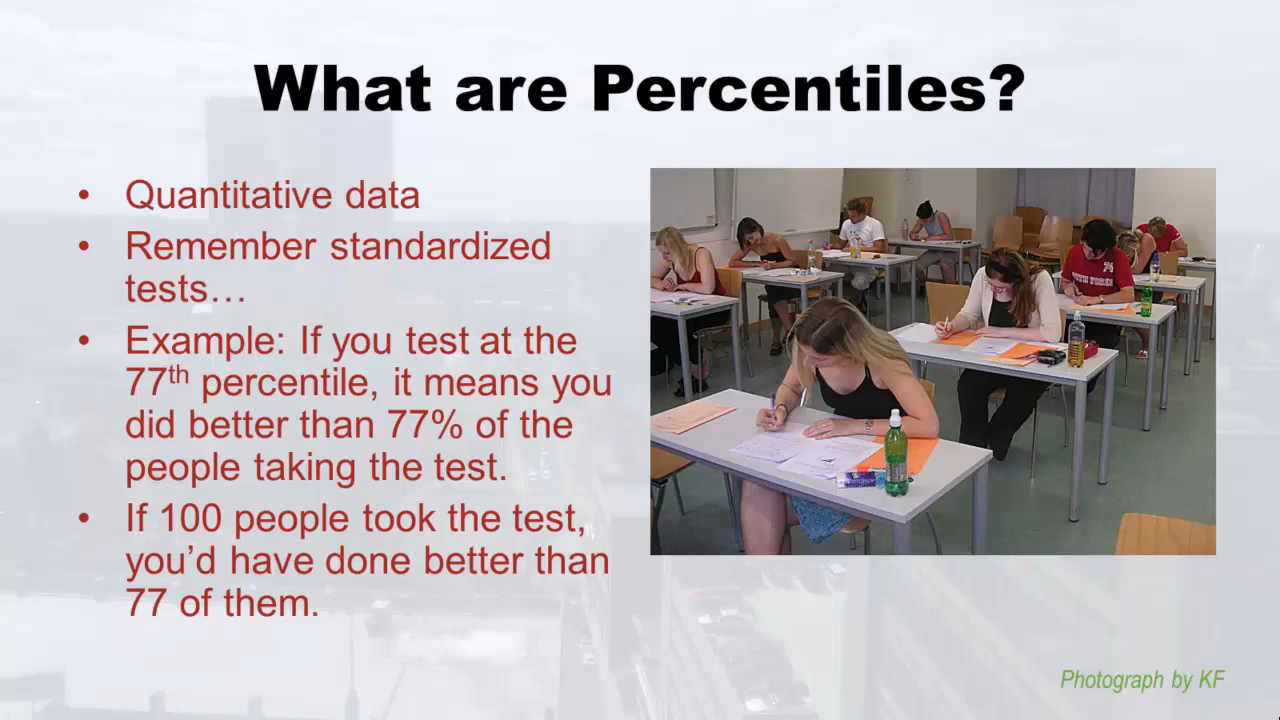 What are Percentiles?
• Quantitative data
• Remember standardized
tests…
• Example: If you test at the
77th percentile, it means you
did better than 77% of the
people taking the test.
• If 100 people took the test,
you’d have done better than
77 of them.
Photograph by KF